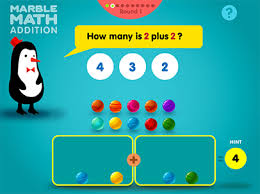 MARBLE
MATH
ADDITION
Round 1
?
How many is 2 plus 2?
4 3 2
HINT
+ = 4